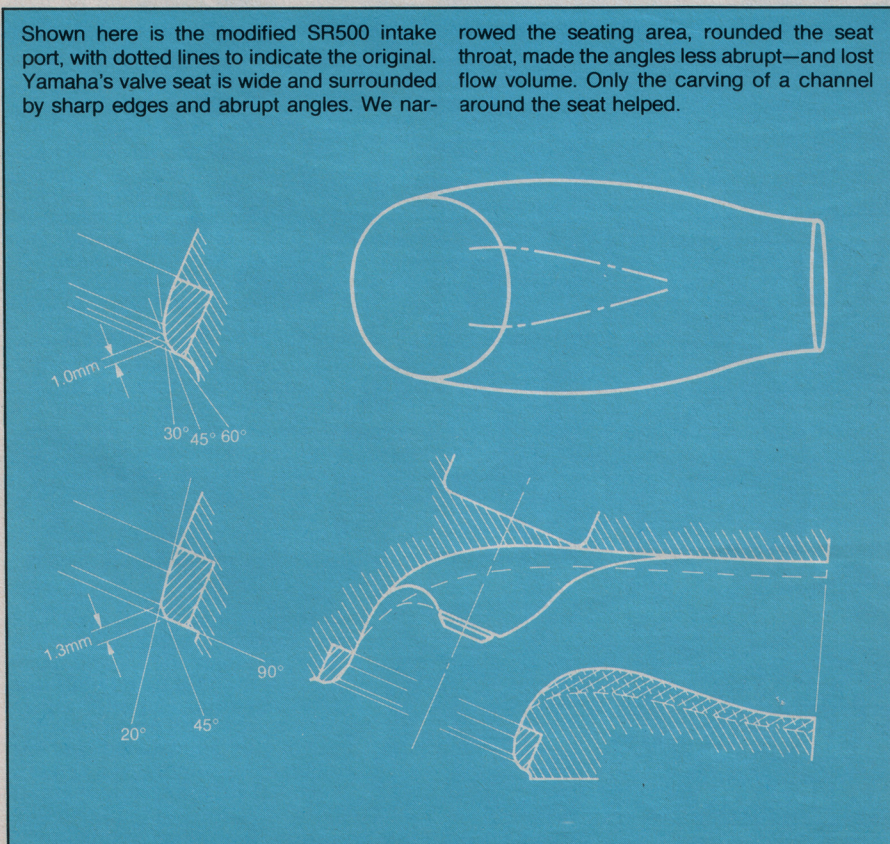 Shown here is the modified SR500 intake
port, with dotted lines to indicate the original.
Yamaha's valve seat is wide and surrounded
by sharp edges and abrupt angles. We nar-
rowed the seating area, rounded the seat
throat, made the angles less abrupt—and lost
flow volume. Only the carving of a channel
around the seat helped.
1.0mm
30° 45° 60°
1.3mm
90°
20°
45°